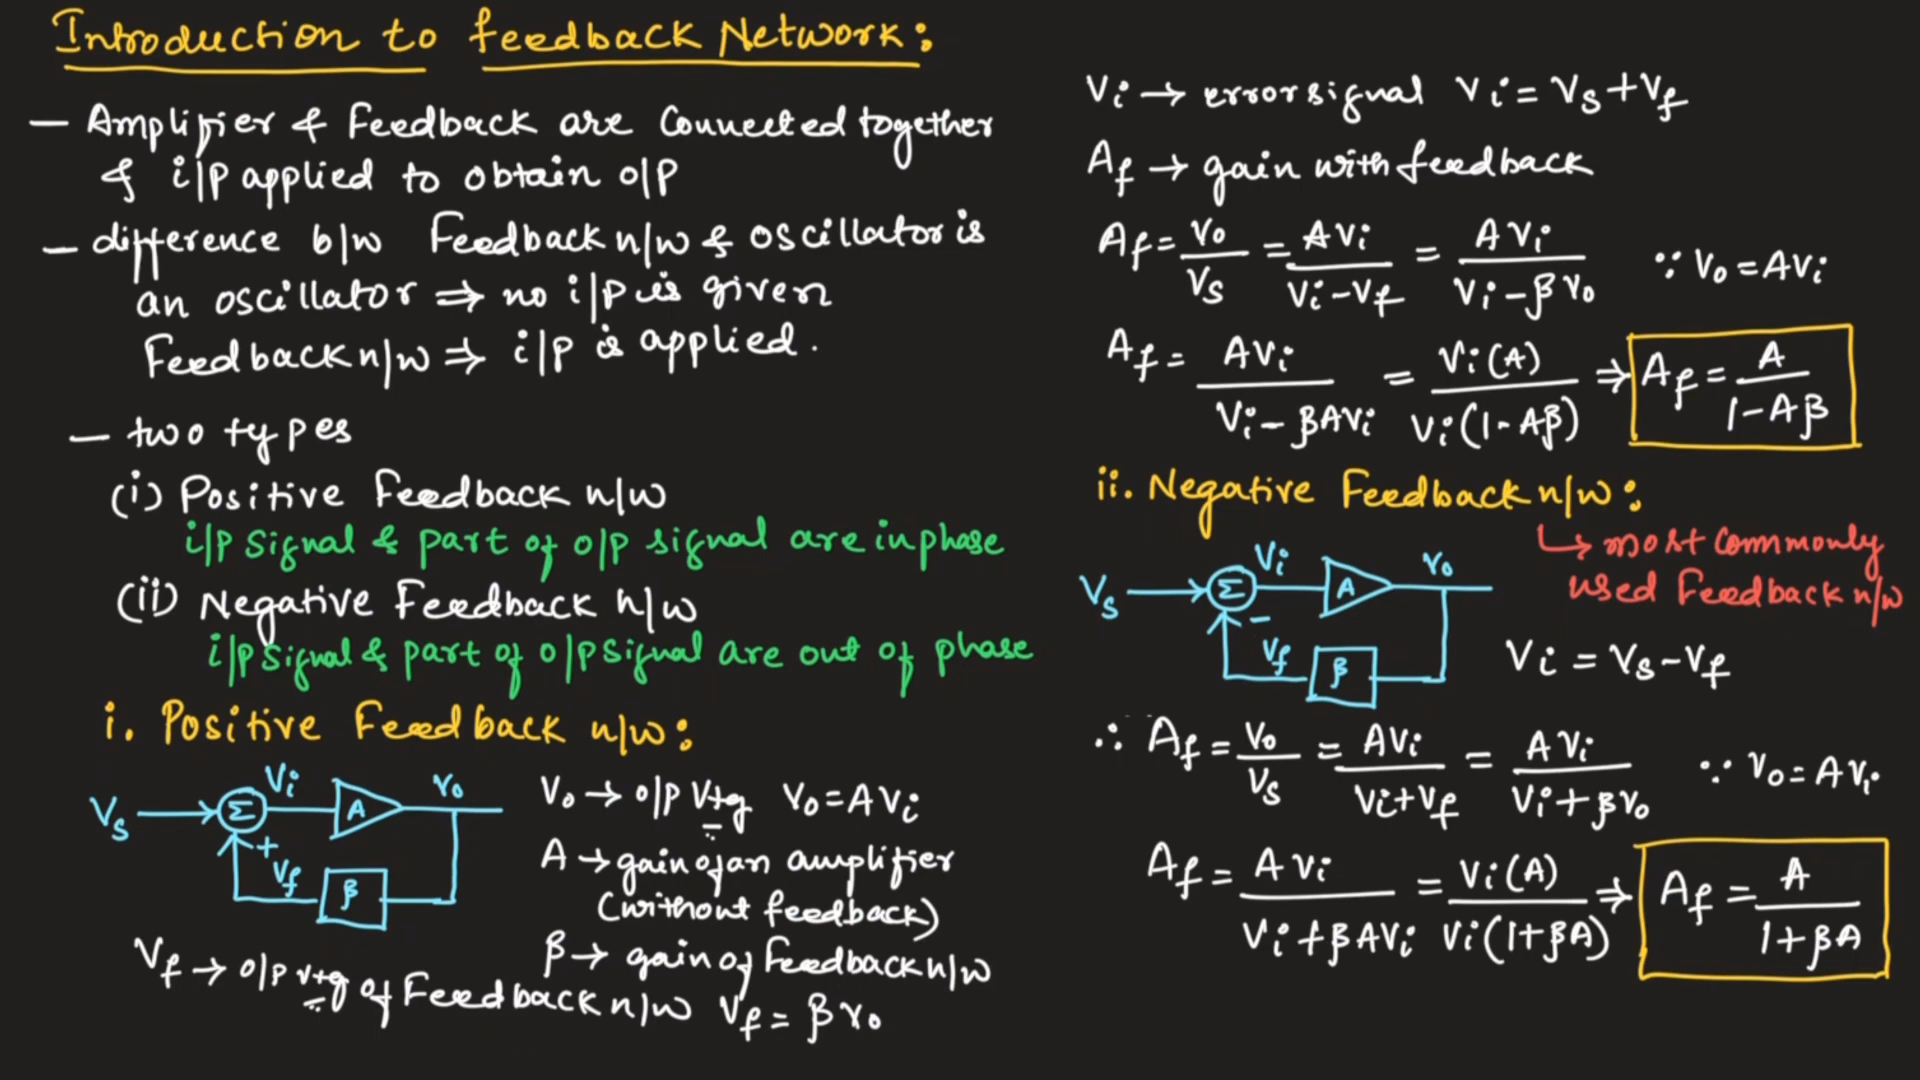 Introduction to feedback Network:
- Amplifier & Feedback are connected together
& i/p applied to obtain o/p
- difference b/w Feedback n/w & oscillator is
an oscillator ⇒ no i/p is given
Feedback n/w ⇒ i/p is applied.
- two types
(i) Positive Feedback n/w
i/p signal & part of o/p signal are in phase
(ii) Negative Feedback n/w
i/p signal & part of o/p signal are out of phase
i. Positive Feedback n/w:
Vs → Σ Vi A Vo
+ Vf β
Vo → o/p Vtg Vo = AVi
A → gain of an amplifier
(without feedback)
β → gain of Feedback n/w
Vf → o/p vtg of Feedback n/w Vf = βVo
Vi → error signal Vi = Vs + Vf
Af → gain with feedback
Af = Vo/Vs = AVi/(Vi - Vf) = AVi/(Vi - βVo) ∵ Vo = AVi
Af = AVi/(Vi - βAVi) = Vi(A)/Vi(1 - Aβ) ⇒ Af = A/(1 - Aβ)
ii. Negative Feedback n/w:
↳ most commonly
used Feedback n/w
Vs → Σ Vi A Vo
- Vf β
Vi = Vs - Vf
∴ Af = Vo/Vs = AVi/(Vi + Vf) = AVi/(Vi + βVo) ∵ Vo = AVi
Af = AVi/(Vi + βAVi) = Vi(A)/Vi(1 + βA) ⇒ Af = A/(1 + βA)